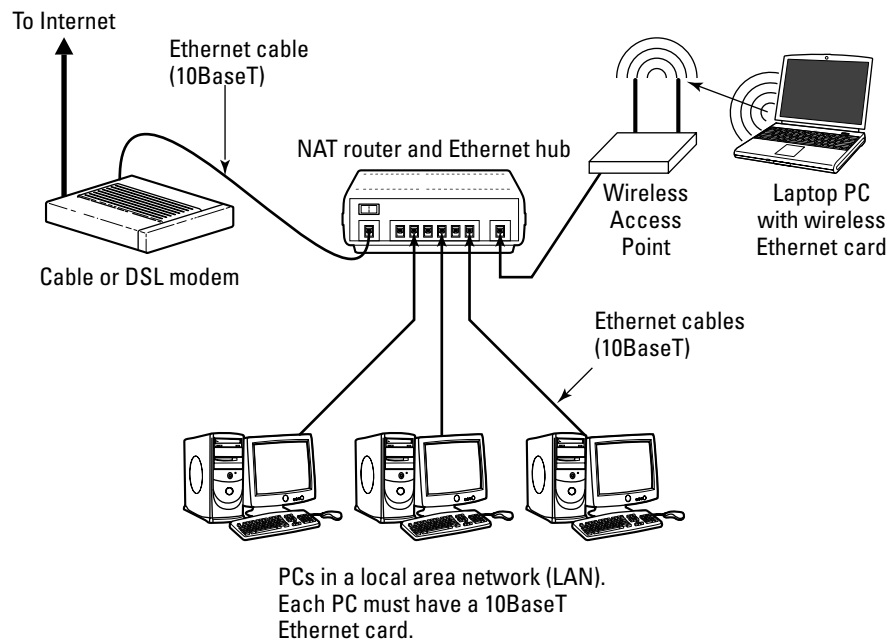 To Internet
Ethernet cable
(10BaseT)
NAT router and Ethernet hub
Cable or DSL modem
Wireless
Access
Point
Laptop PC
with wireless
Ethernet card
Ethernet cables
(10BaseT)
PCs in a local area network (LAN).
Each PC must have a 10BaseT
Ethernet card.